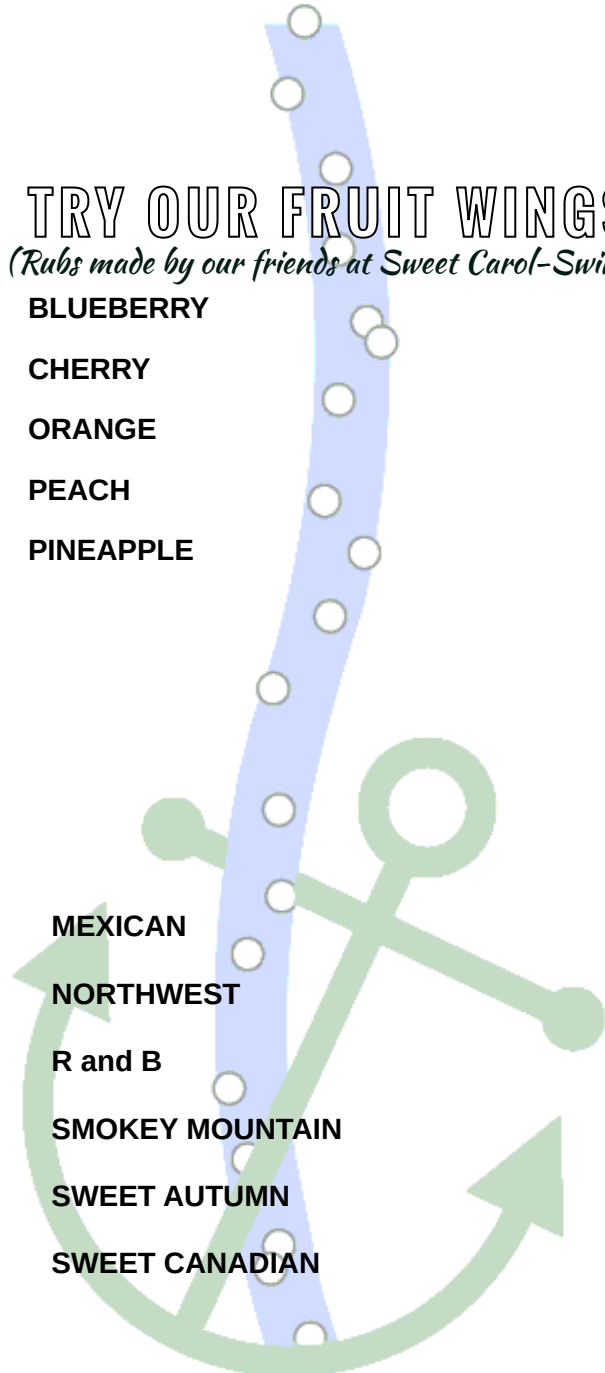 TRY OUR FRUIT WINGS
(Rubs made by our friends at Sweet Carol-Swi
BLUEBERRY
CHERRY
ORANGE
PEACH
PINEAPPLE
MEXICAN
NORTHWEST
R and B
SMOKEY MOUNTAIN
SWEET AUTUMN
SWEET CANADIAN